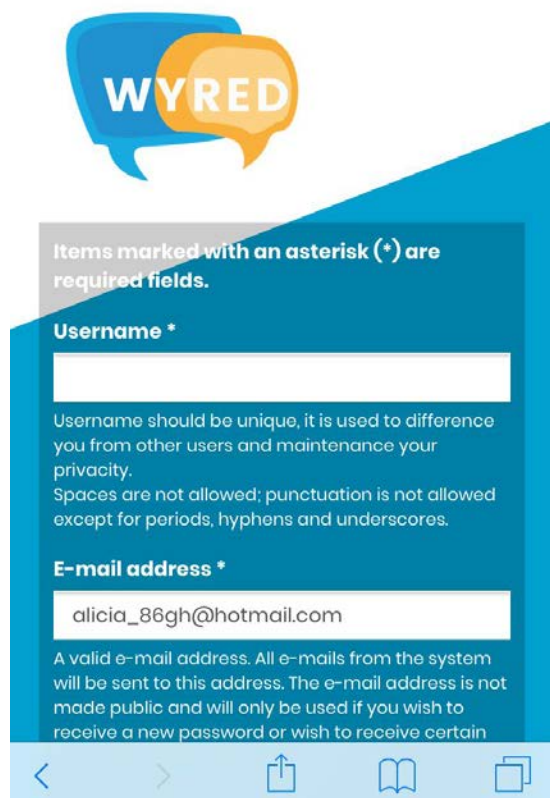 WYRED
Items marked with an asterisk (*) are
required fields.
Username *
Username should be unique, it is used to difference
you from other users and maintenance your
privacity.
Spaces are not allowed; punctuation is not allowed
except for periods, hyphens and underscores.
E-mail address *
alicia_86gh@hotmail.com
A valid e-mail address. All e-mails from the system
will be sent to this address. The e-mail address is not
made public and will only be used if you wish to
receive a new password or wish to receive certain